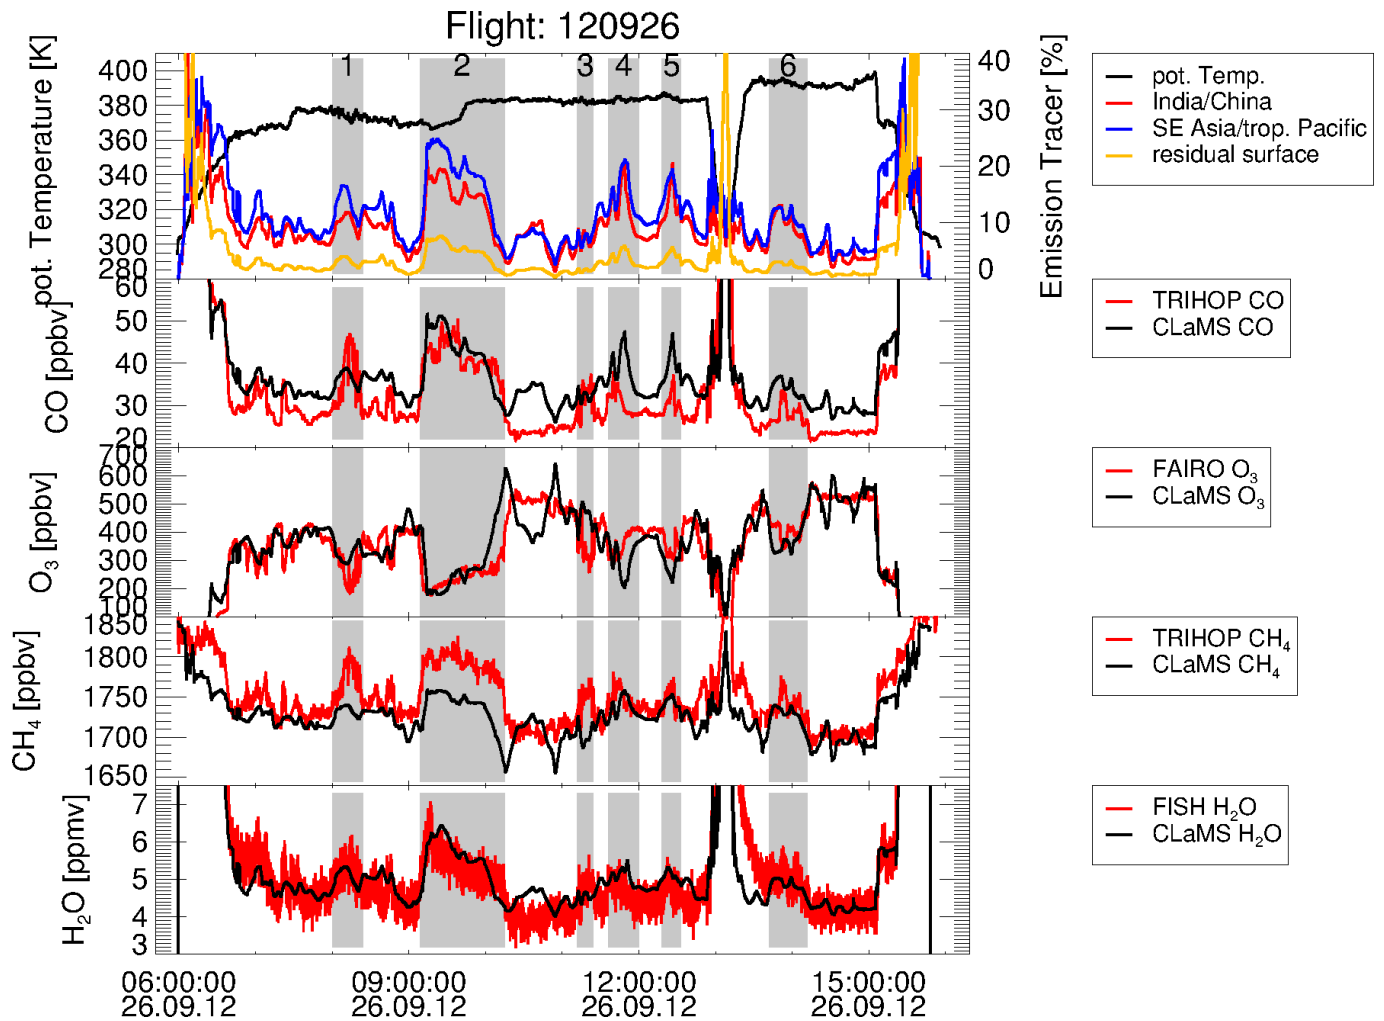 Flight: 120926
pot. Temperature [K]
400
380
360
340
320
300
280
1
2
3
4
5
6
40
30
20
10
0
Emission Tracer [%]
pot. Temp.
India/China
SE Asia/trop. Pacific
residual surface
CO [ppbv]
60
50
40
30
20
TRIHOP CO
CLaMS CO
O₃ [ppbv]
700
600
500
400
300
200
100
FAIRO O₃
CLaMS O₃
CH₄ [ppbv]
1850
1800
1750
1700
1650
TRIHOP CH₄
CLaMS CH₄
H₂O [ppmv]
7
6
5
4
3
FISH H₂O
CLaMS H₂O
06:00:00
26.09.12
09:00:00
26.09.12
12:00:00
26.09.12
15:00:00
26.09.12